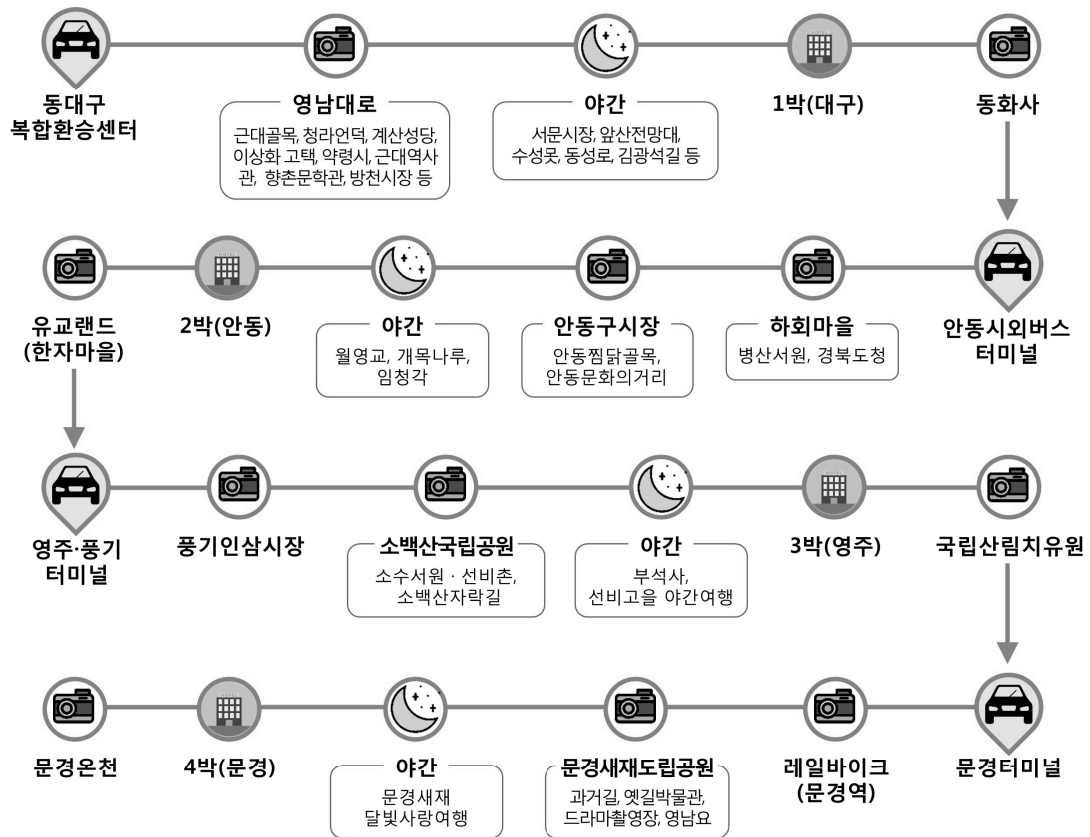 동대구
복합환승센터
영남대로
근대골목, 청라언덕, 계산성당,
이상화 고택, 약령시, 근대역사
관, 향촌문학관, 방천시장 등
야간
서문시장, 앞산전망대,
수성못, 동성로, 김광석길 등
1박(대구)
동화사
유교랜드
(한자마을)
2박(안동)
야간
월영교, 개목나루,
임청각
안동구시장
안동찜닭골목,
안동문화의거리
하회마을
병산서원, 경북도청
안동시외버스
터미널
영주·풍기
터미널
풍기인삼시장
소백산국립공원
소수서원 · 선비촌,
소백산자락길
야간
부석사,
선비고을 야간여행
3박(영주)
국립산림치유원
문경온천
4박(문경)
야간
문경새재
달빛사랑여행
문경새재도립공원
과거길, 옛길박물관,
드라마촬영장, 영남요
레일바이크
(문경역)
문경터미널